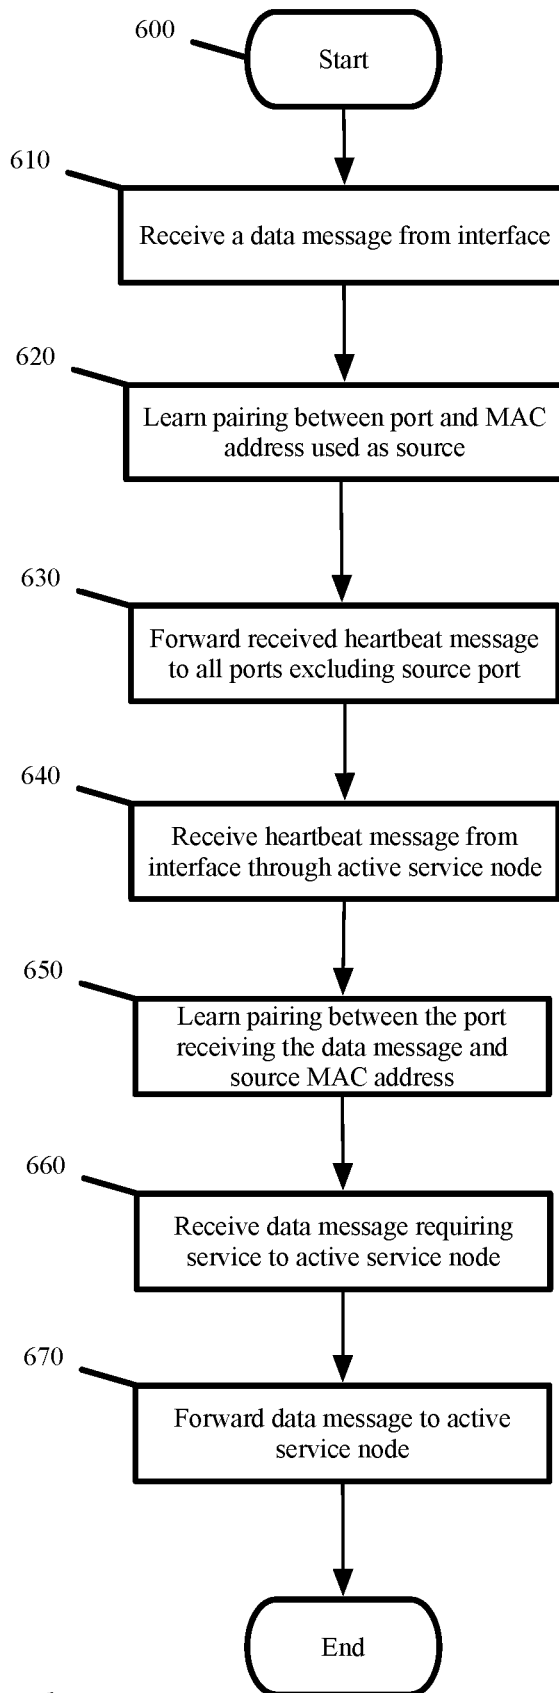 600
Start
610
Receive a data message from interface
620
Learn pairing between port and MAC
address used as source
630
Forward received heartbeat message
to all ports excluding source port
640
Receive heartbeat message from
interface through active service node
650
Learn pairing between the port
receiving the data message and
source MAC address
660
Receive data message requiring
service to active service node
670
Forward data message to active
service node
End